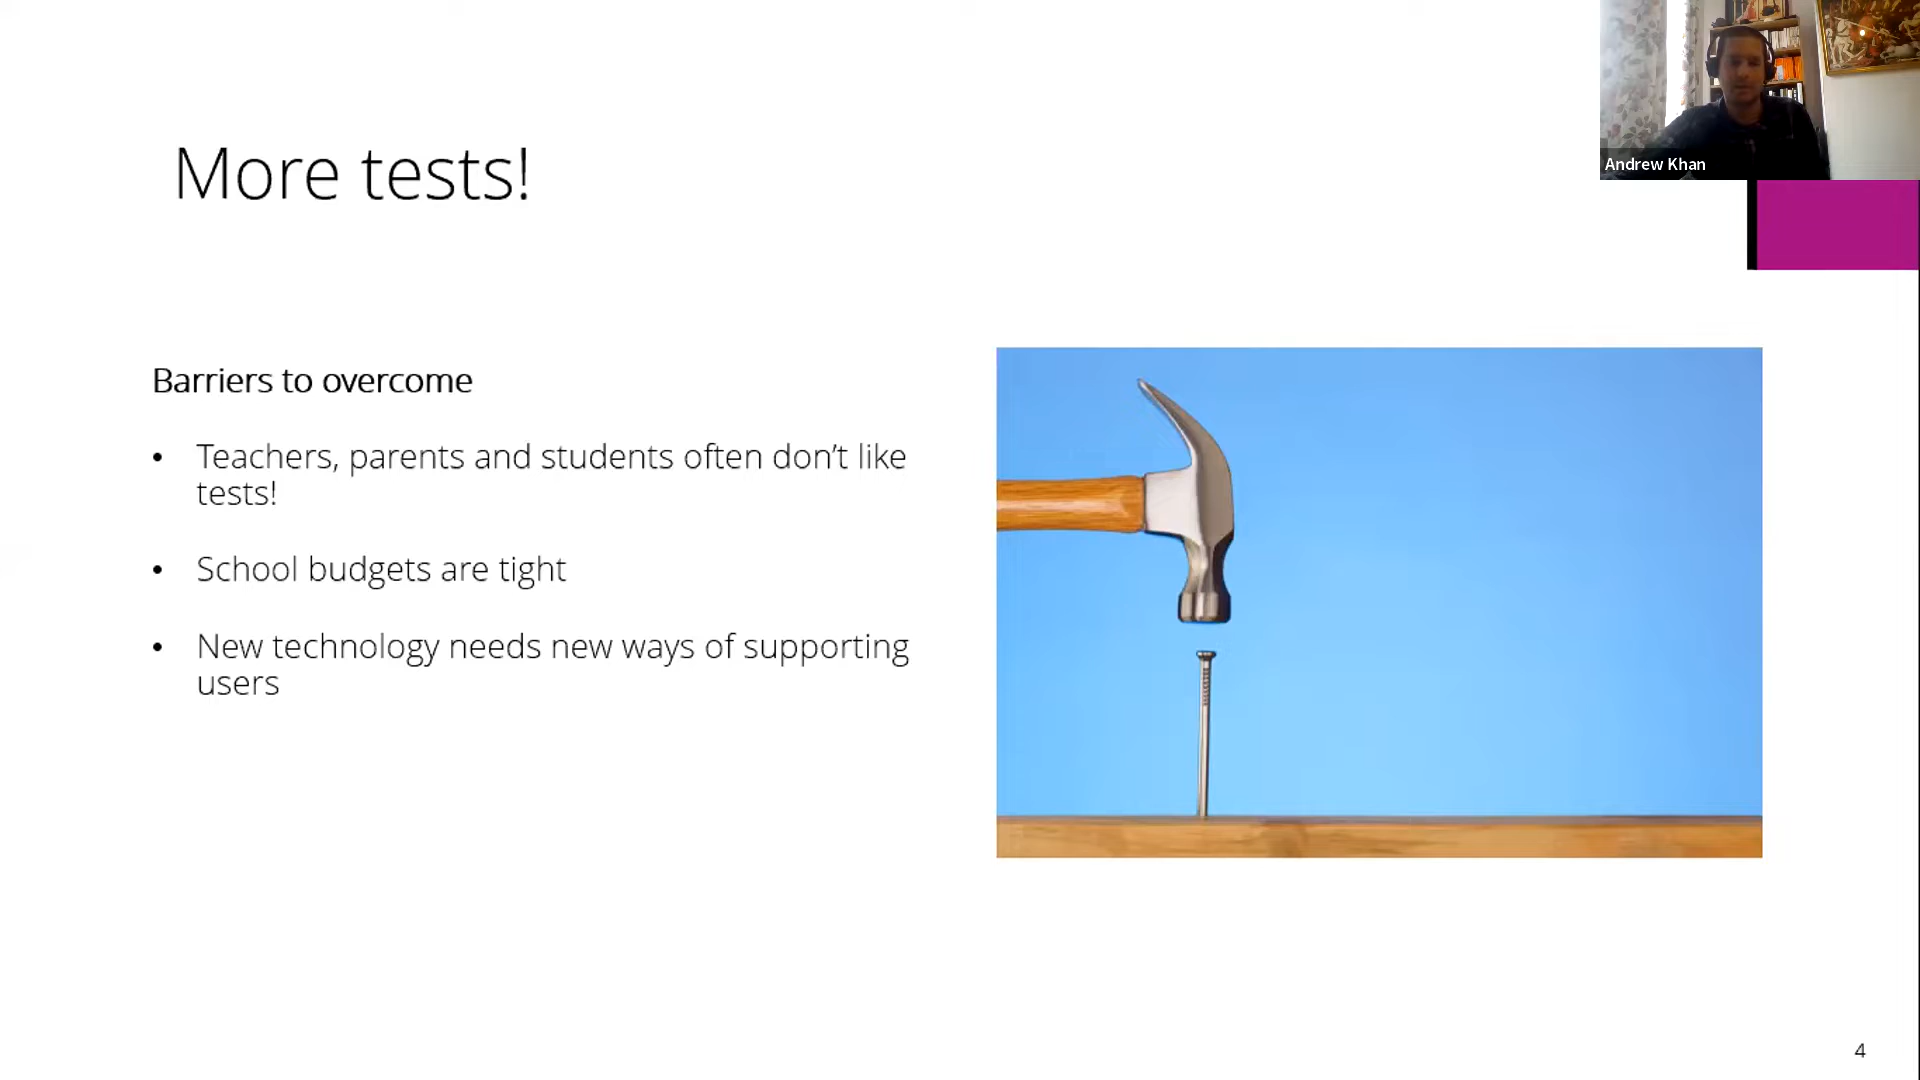 Andrew Khan
More tests!
Barriers to overcome
• Teachers, parents and students often don’t like
tests!
• School budgets are tight
• New technology needs new ways of supporting
users
4